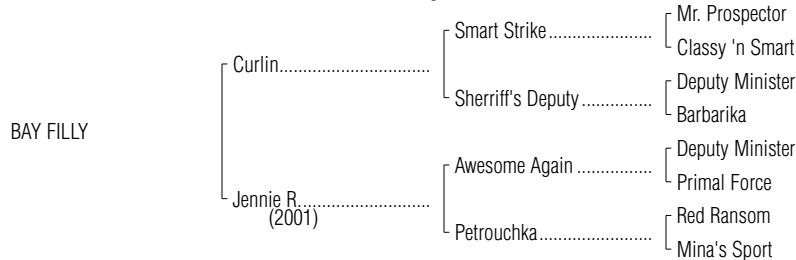 Mr. Prospector
Smart Strike......................
Classy 'n Smart
Curlin................................
Deputy Minister
Sherriff's Deputy...............
Barbarika
BAY FILLY
Deputy Minister
Awesome Again................
Primal Force
Jennie R............................
(2001)
Red Ransom
Petrouchka........................
Mina's Sport